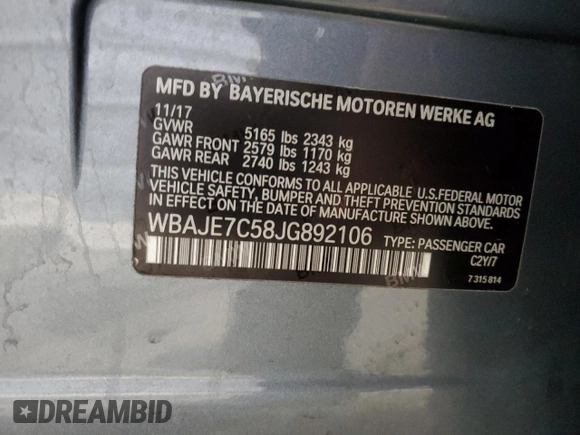 MFD BY BAYERISCHE MOTOREN WERKE AG
11/17
GVWR 5165 lbs 2343 kg
GAWR FRONT 2579 lbs 1170 kg
GAWR REAR 2740 lbs 1243 kg
THIS VEHICLE CONFORMS TO ALL APPLICABLE U.S.FEDERAL MOTOR
VEHICLE SAFETY, BUMPER AND THEFT PREVENTION STANDARDS
IN EFFECT ON THE DATE OF MANUFACTURE SHOWN ABOVE.
WBAJE7C58JG892106 TYPE: PASSENGER CAR
C2Y/7
7 315 814
DREAMBID